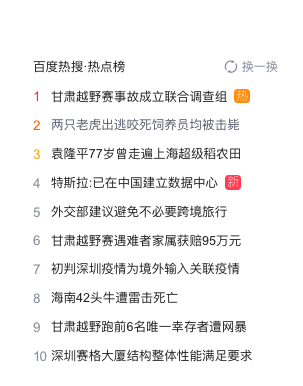 百度热搜·热点榜 换一换
1 甘肃越野赛事故成立联合调查组 热
2 两只老虎出逃咬死饲养员均被击毙
3 袁隆平77岁曾走遍上海超级稻农田
4 特斯拉:已在中国建立数据中心 新
5 外交部建议避免不必要跨境旅行
6 甘肃越野赛遇难者家属获赔95万元
7 初判深圳疫情为境外输入关联疫情
8 海南42头牛遭雷击死亡
9 甘肃越野跑前6名唯一幸存者遭网暴
10 深圳赛格大厦结构整体性能满足要求